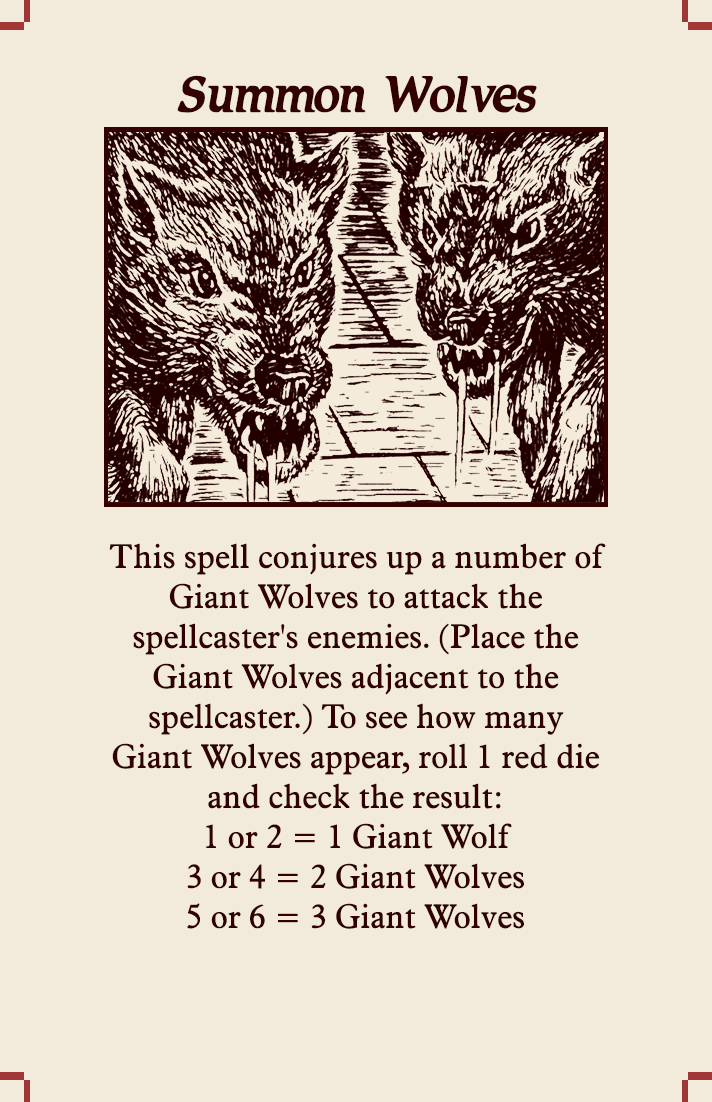 Summon Wolves
This spell conjures up a number of
Giant Wolves to attack the
spellcaster's enemies. (Place the
Giant Wolves adjacent to the
spellcaster.) To see how many
Giant Wolves appear, roll 1 red die
and check the result:
1 or 2 = 1 Giant Wolf
3 or 4 = 2 Giant Wolves
5 or 6 = 3 Giant Wolves